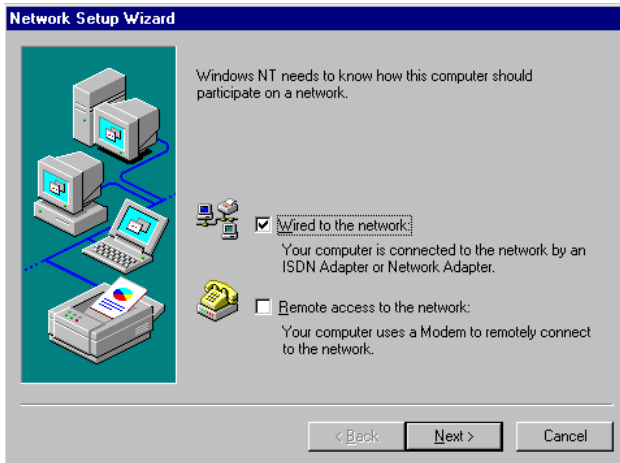 Network Setup Wizard
Windows NT needs to know how this computer should
participate on a network.
Wired to the network:
Your computer is connected to the network by an
ISDN Adapter or Network Adapter.
Remote access to the network:
Your computer uses a Modem to remotely connect
to the network.
< Back
Next >
Cancel